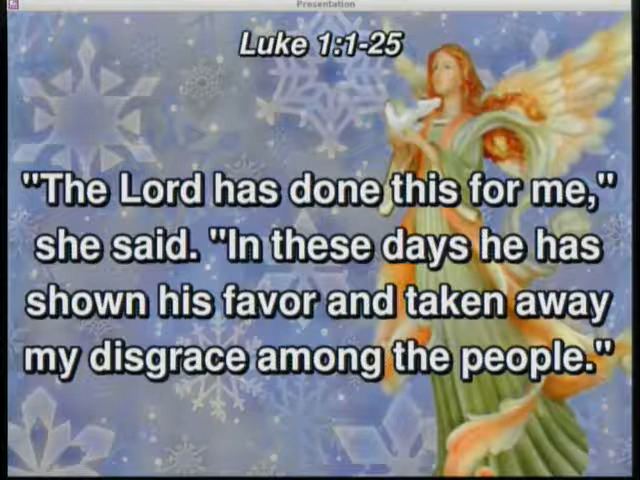 Presentation
Luke 1:1-25
"The Lord has done this for me,"
she said. "In these days he has
shown his favor and taken away
my disgrace among the people."